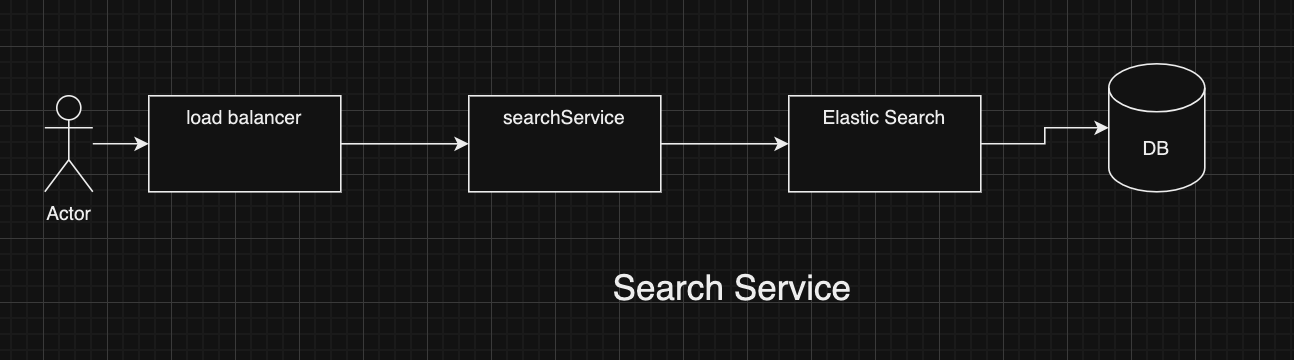 load balancer
searchService
Elastic Search
DB
Actor
Search Service